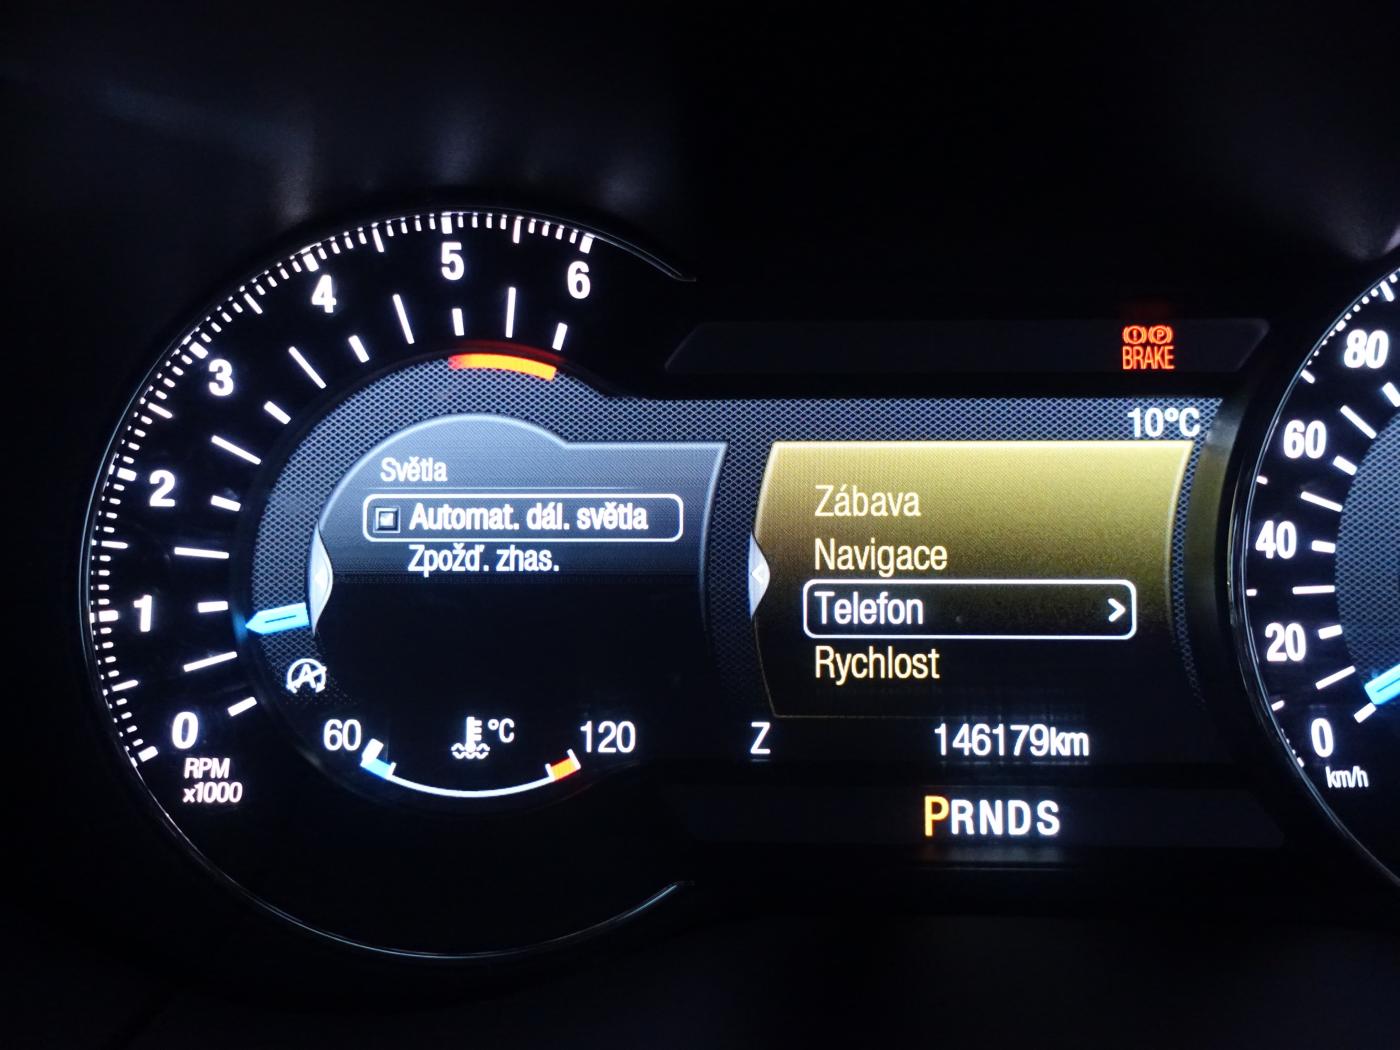 6
5
4
3
2
1
0
RPM
x1000
Světla
Automat. dál. světla
Zpožď. zhas.
60
°C
120
BRAKE
10°C
Zábava
Navigace
Telefon
Rychlost
Z
146179km
PRNDS
80
60
40
20
0
km/h